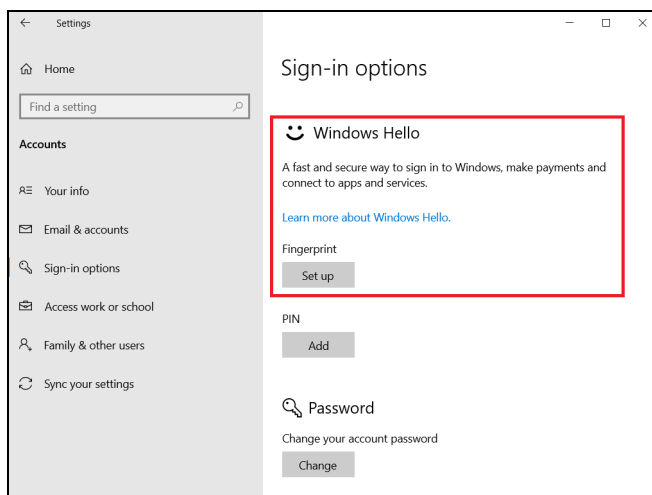 Settings
Home
Find a setting
Accounts
Your info
Email & accounts
Sign-in options
Access work or school
Family & other users
Sync your settings
Sign-in options
Windows Hello
A fast and secure way to sign in to Windows, make payments and
connect to apps and services.
Learn more about Windows Hello.
Fingerprint
Set up
PIN
Add
Password
Change your account password
Change